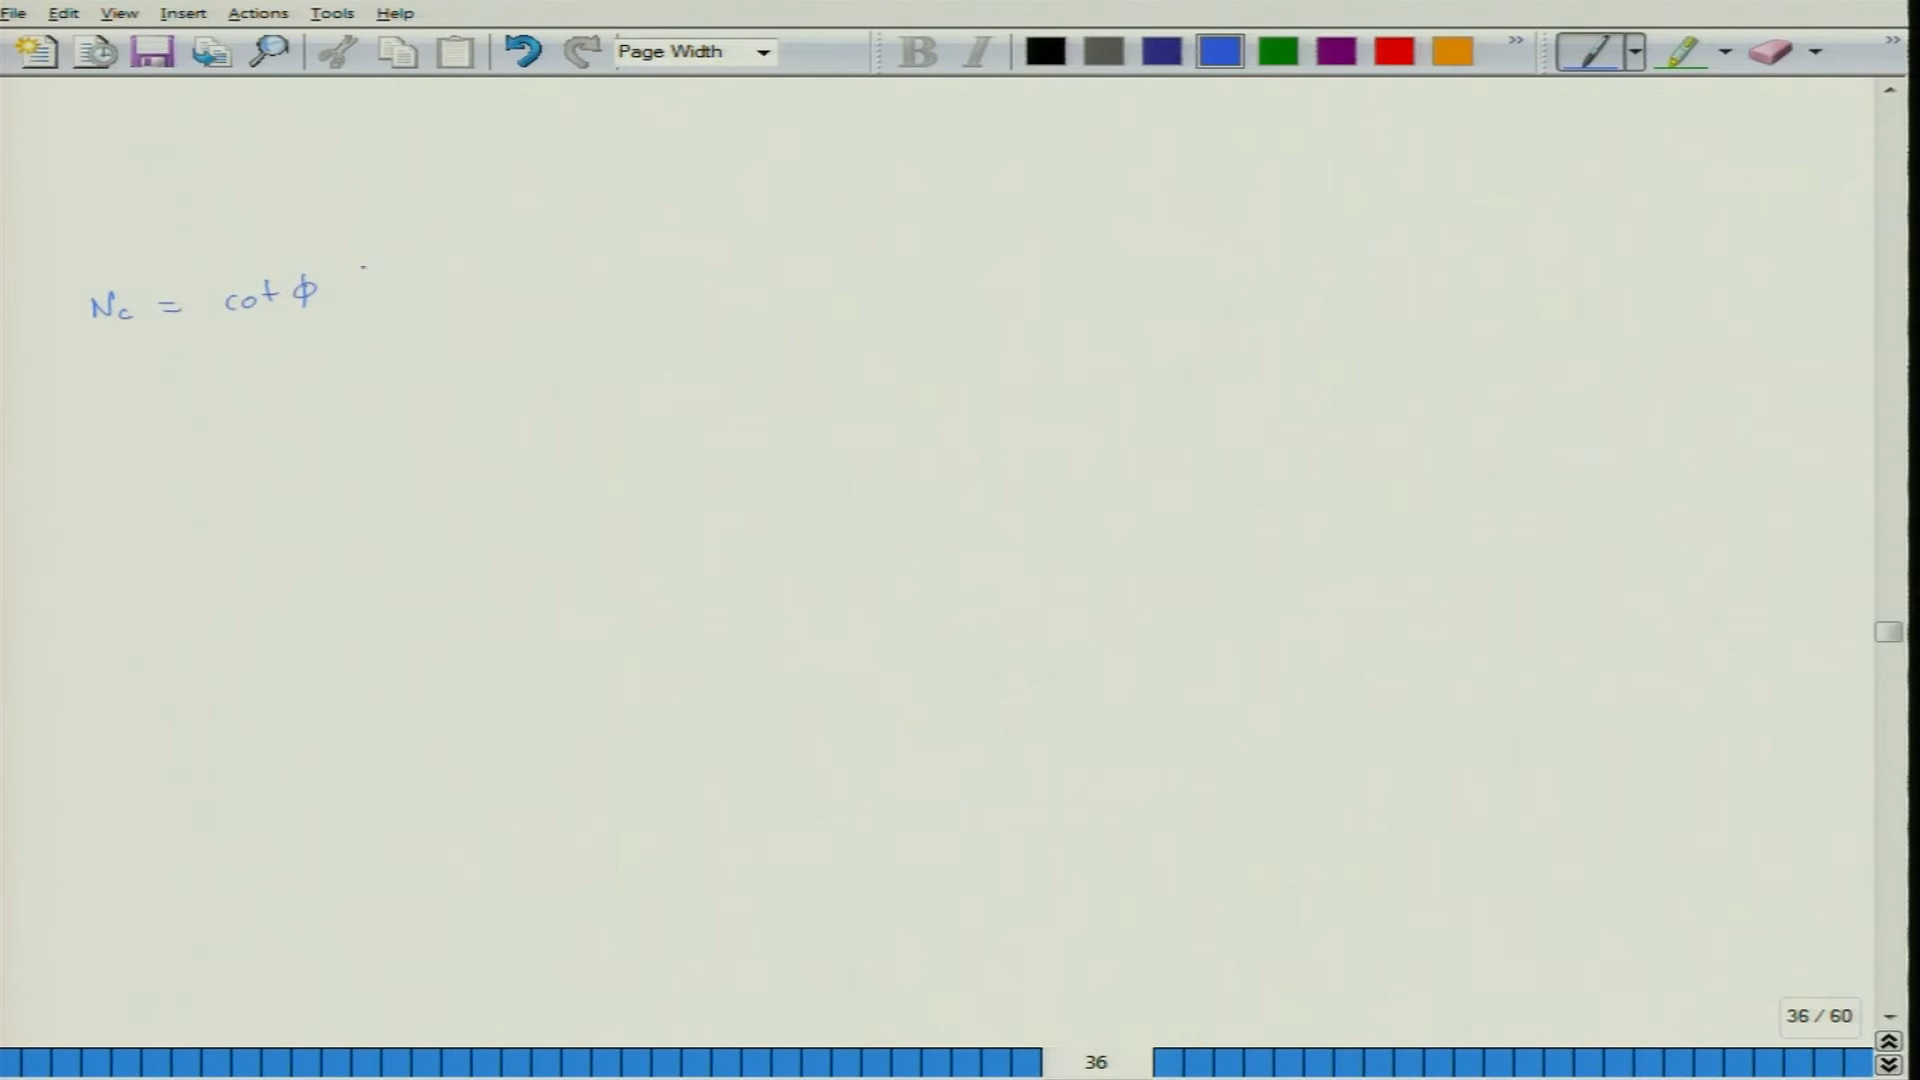 File Edit View Insert Actions Tools Help
Page Width B I
Nc = cot ϕ
36 / 60
36